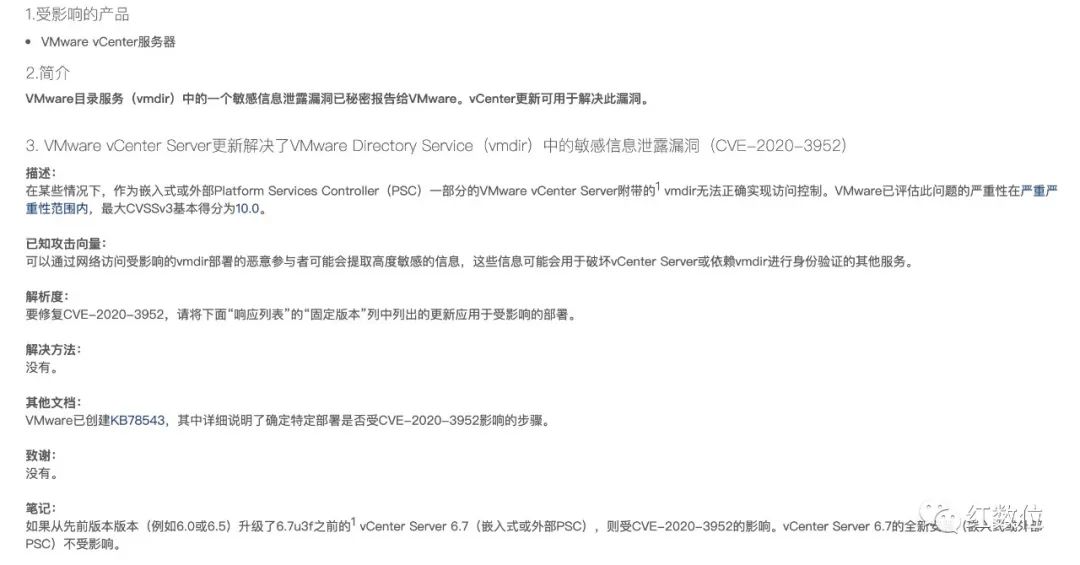 1.受影响的产品
• VMware vCenter服务器
2.简介
VMware目录服务（vmdir）中的一个敏感信息泄露漏洞已秘密报告给VMware。vCenter更新可用于解决此漏洞。
3. VMware vCenter Server更新解决了VMware Directory Service（vmdir）中的敏感信息泄露漏洞（CVE-2020-3952）
描述：
在某些情况下，作为嵌入式或外部Platform Services Controller（PSC）一部分的VMware vCenter Server附带的1 vmdir无法正确实现访问控制。VMware已评估此问题的严重性在严重严
重性范围内，最大CVSSv3基本得分为10.0。
已知攻击向量：
可以通过网络访问受影响的vmdir部署的恶意参与者可能会提取高度敏感的信息，这些信息可能会用于破坏vCenter Server或依赖vmdir进行身份验证的其他服务。
解析度：
要修复CVE-2020-3952，请将下面“响应列表”的“固定版本”列中列出的更新应用于受影响的部署。
解决方法：
没有。
其他文档：
VMware已创建KB78543，其中详细说明了确定特定部署是否受CVE-2020-3952影响的步骤。
致谢：
没有。
笔记：
如果从先前版本版本（例如6.0或6.5）升级了6.7u3f之前的1 vCenter Server 6.7（嵌入式或外部PSC），则受CVE-2020-3952的影响。vCenter Server 6.7的全新（嵌入式或外部
PSC）不受影响。
红数位